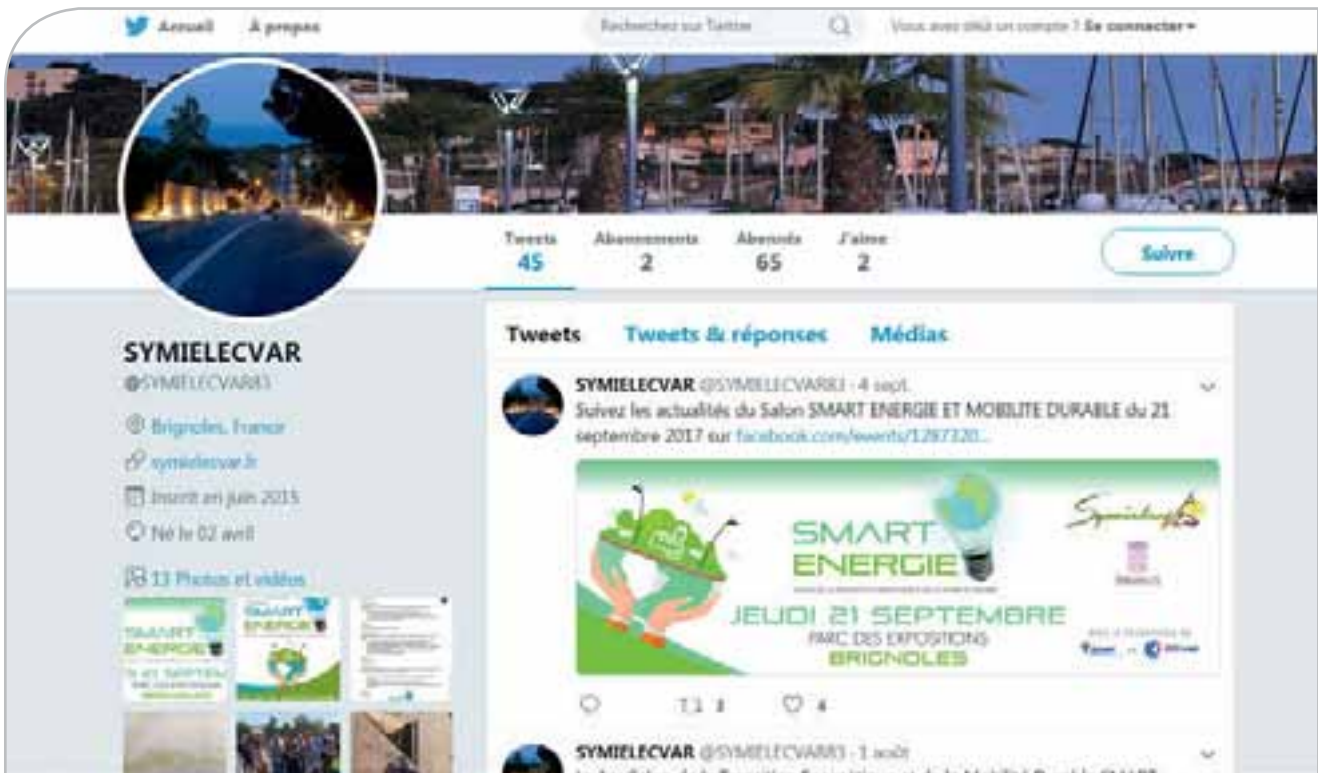 Accueil À propos Recherchez sur Twitter Vous avez déjà un compte ? Se connecter
Tweets Abonnements Abonnés J'aime
45 2 65 2
Suivre
SYMIELECVAR
@SYMIELECVAR83
Brignoles, France
symielecvar.fr
Inscrit en juin 2015
Né le 02 avril
13 Photos et vidéos
SMART
ENERGIE
SMART
ENERGIE
Tweets Tweets & réponses Médias
SYMIELECVAR @SYMIELECVAR83 · 4 sept.
Suivez les actualités du Salon SMART ENERGIE ET MOBILITE DURABLE du 21
septembre 2017 sur facebook.com/events/1287320...
SMART
ENERGIE
JEUDI 21 SEPTEMBRE
PARC DES EXPOSITIONS
BRIGNOLES
4
SYMIELECVAR @SYMIELECVAR83 · 1 août